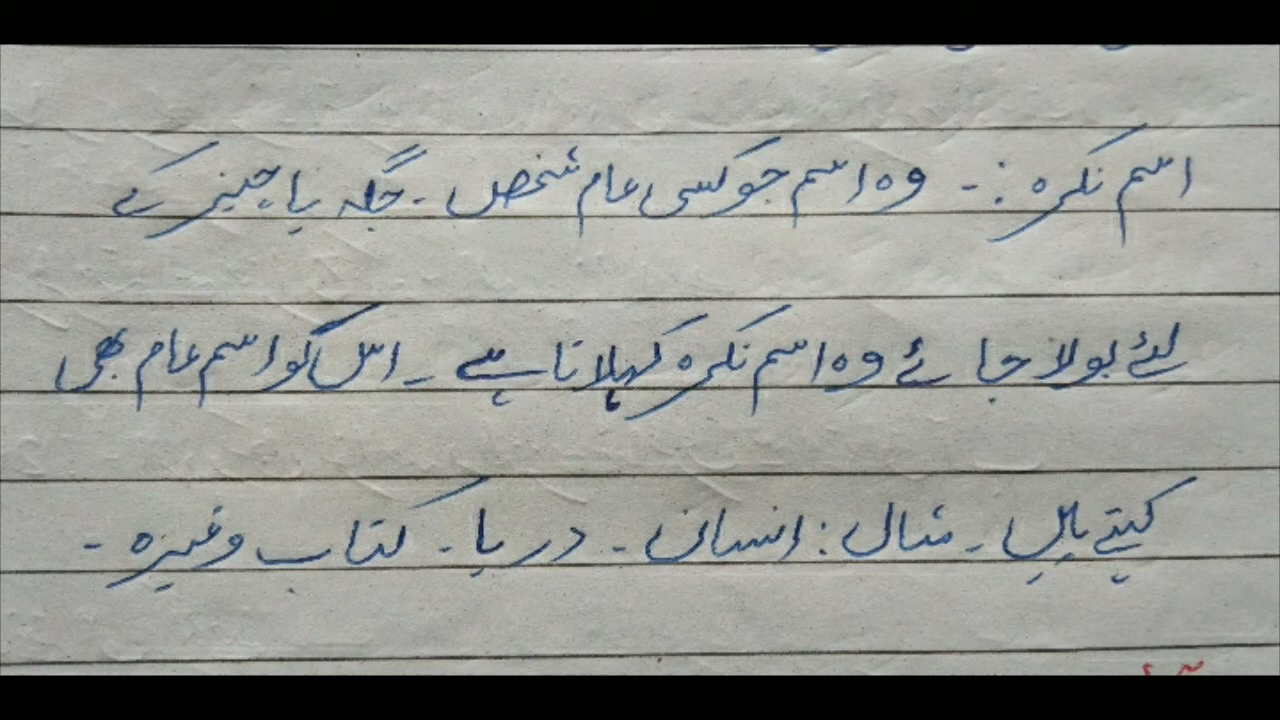 اسم نکرہ :- وہ اسم جو کسی عام شخص ۔ جگہ یا چیز کے
لئے بولا جائے وہ اسم نکرہ کہلاتا ہے ۔ اس کو اسم عام بھی
کہتے ہیں ۔ مثال : انسان ۔ دریا ۔ کتاب وغیرہ ۔